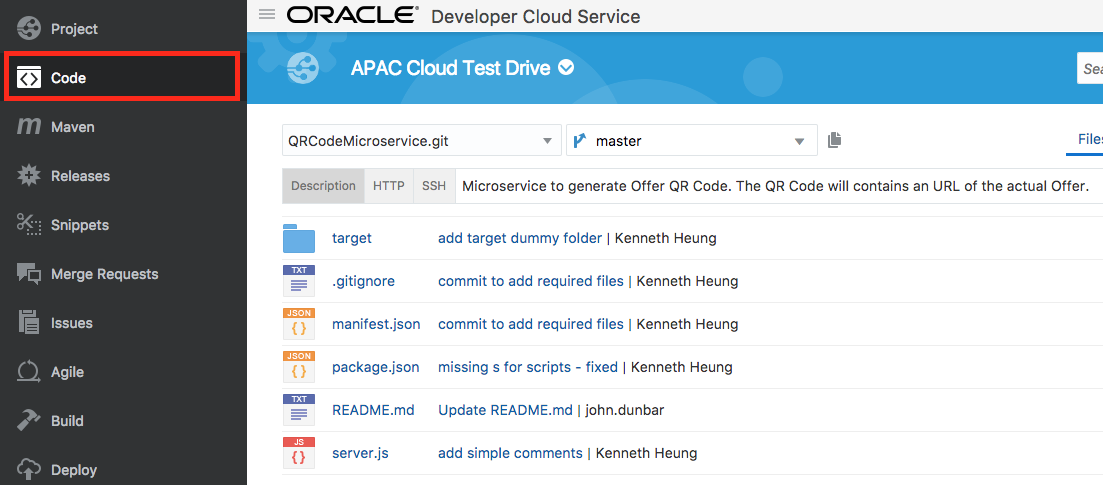 Project
Code
Maven
Releases
Snippets
Merge Requests
Issues
Agile
Build
Deploy
ORACLE® Developer Cloud Service
APAC Cloud Test Drive
Sea
QRCodeMicroservice.git master
Files
Description HTTP SSH Microservice to generate Offer QR Code. The QR Code will contains an URL of the actual Offer.
target add target dummy folder | Kenneth Heung
TXT .gitignore commit to add required files | Kenneth Heung
JSON { } manifest.json commit to add required files | Kenneth Heung
JSON { } package.json missing s for scripts - fixed | Kenneth Heung
TXT README.md Update README.md | john.dunbar
JS { } server.js add simple comments | Kenneth Heung